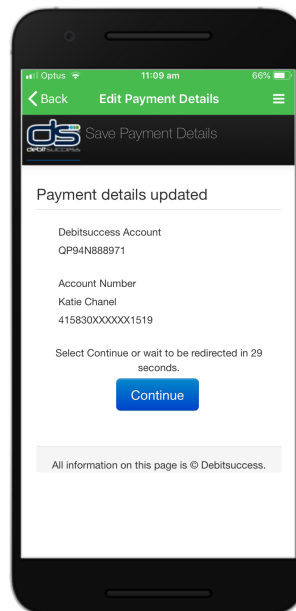 Optus 11:09 am 66%
Back Edit Payment Details
ds Save Payment Details
debitsuccess
Payment details updated
Debitsuccess Account
QP94N888971
Account Number
Katie Chanel
415830XXXXXX1519
Select Continue or wait to be redirected in 29
seconds.
Continue
All information on this page is © Debitsuccess.